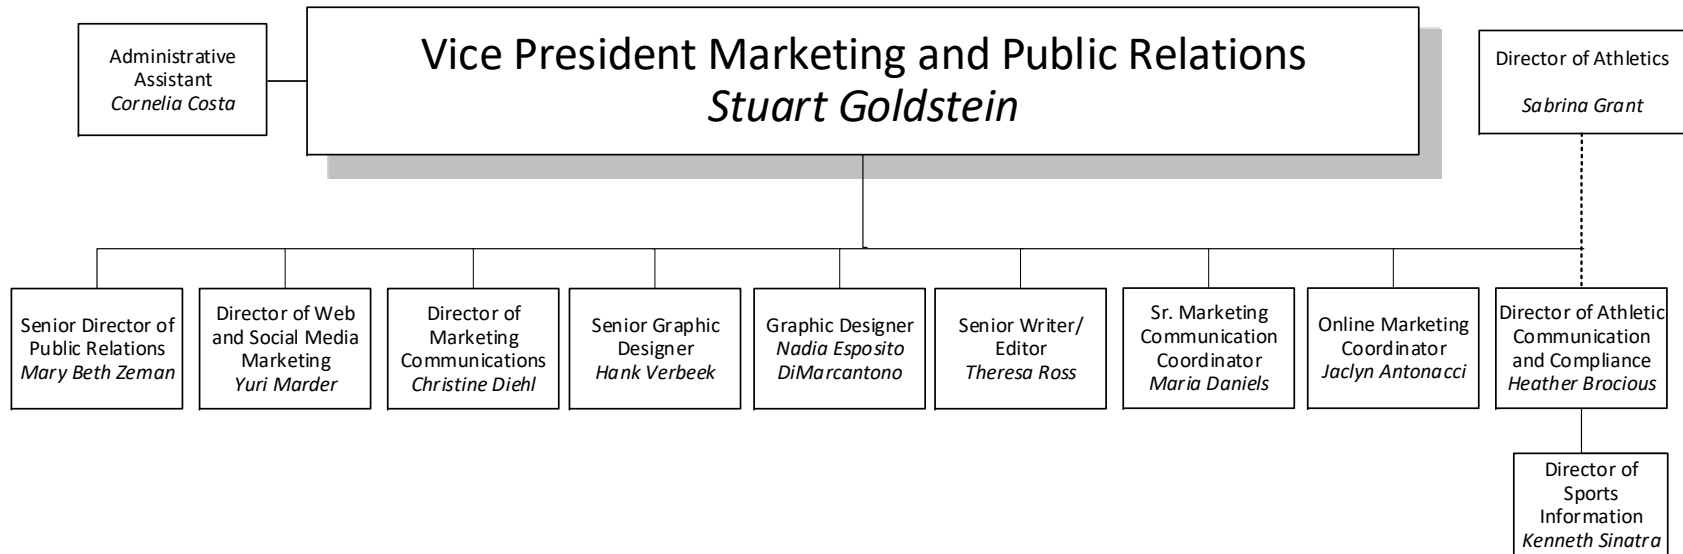 Administrative
Assistant
Cornelia Costa
Vice President Marketing and Public Relations
Stuart Goldstein
Director of Athletics
Sabrina Grant
Senior Director of
Public Relations
Mary Beth Zeman
Director of Web
and Social Media
Marketing
Yuri Marder
Director of
Marketing
Communications
Christine Diehl
Senior Graphic
Designer
Hank Verbeek
Graphic Designer
Nadia Esposito
DiMarcantono
Senior Writer/
Editor
Theresa Ross
Sr. Marketing
Communication
Coordinator
Maria Daniels
Online Marketing
Coordinator
Jaclyn Antonacci
Director of Athletic
Communication
and Compliance
Heather Brocious
Director of
Sports
Information
Kenneth Sinatra